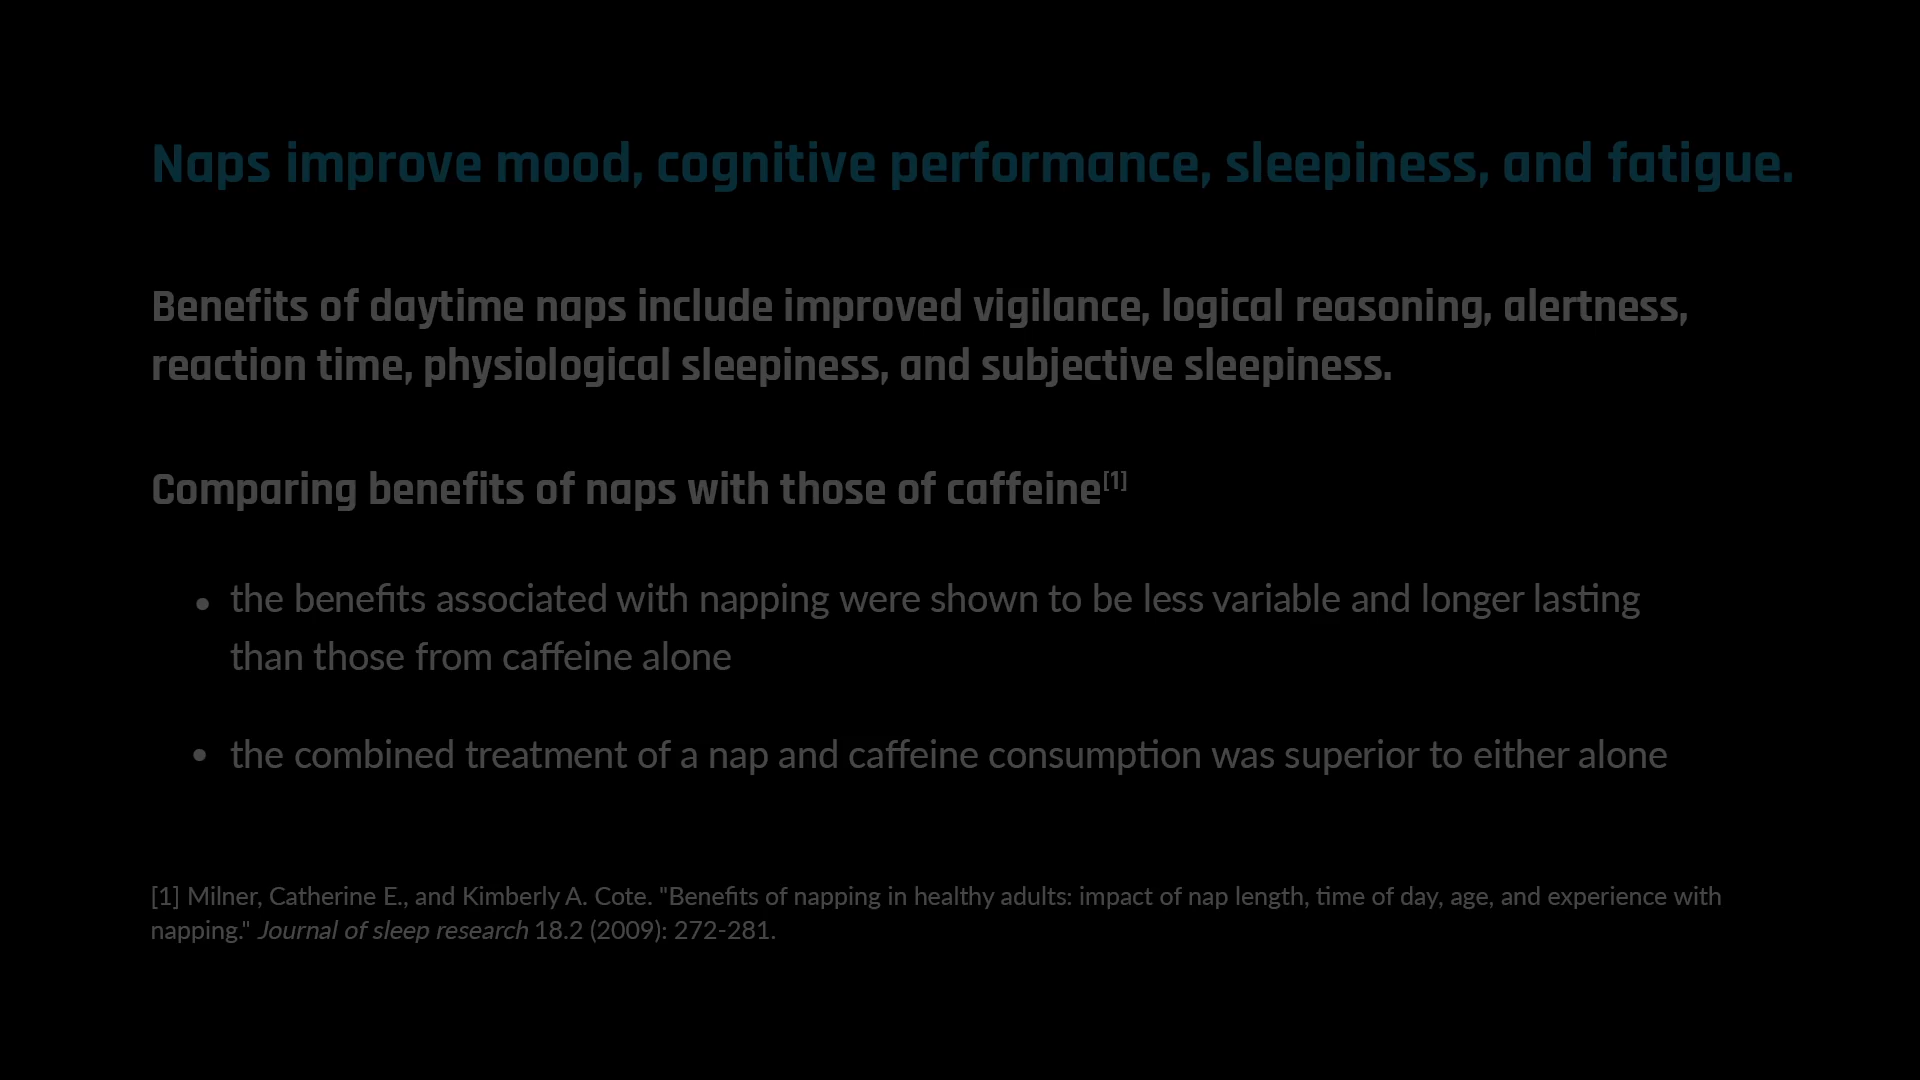 Naps improve mood, cognitive performance, sleepiness, and fatigue.
Benefits of daytime naps include improved vigilance, logical reasoning, alertness,
reaction time, physiological sleepiness, and subjective sleepiness.
Comparing benefits of naps with those of caffeine[1]
• the benefits associated with napping were shown to be less variable and longer lasting
than those from caffeine alone
• the combined treatment of a nap and caffeine consumption was superior to either alone
[1] Milner, Catherine E., and Kimberly A. Cote. "Benefits of napping in healthy adults: impact of nap length, time of day, age, and experience with
napping." Journal of sleep research 18.2 (2009): 272-281.